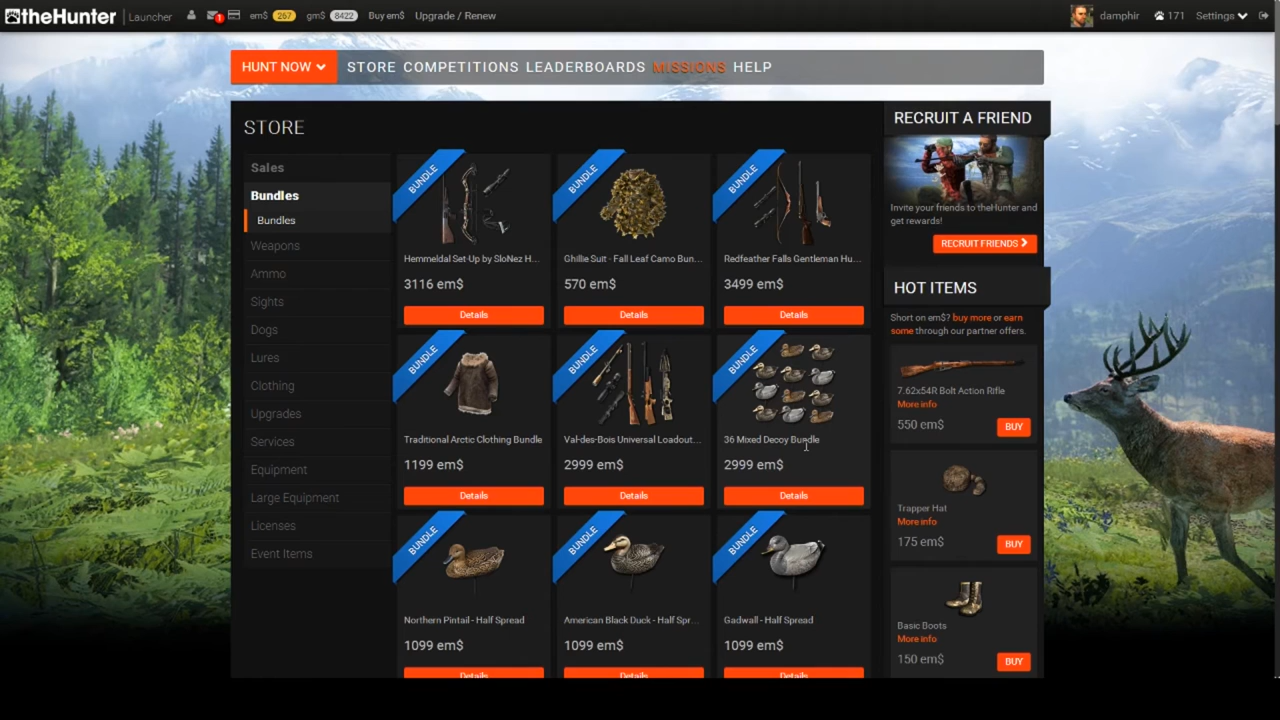 theHunter
Launcher
1
em$ 267
gm$ 8422
Buy em$
Upgrade / Renew
damphir
171
Settings
HUNT NOW
STORE COMPETITIONS LEADERBOARDS MISSIONS HELP
STORE
Sales
Bundles
Bundles
Weapons
Ammo
Sights
Dogs
Lures
Clothing
Upgrades
Services
Equipment
Large Equipment
Licenses
Event Items
BUNDLE
Hemmeldal Set-Up by SloNez H...
3116 em$
Details
BUNDLE
Ghillie Suit - Fall Leaf Camo Bun...
570 em$
Details
BUNDLE
Redfeather Falls Gentleman Hu...
3499 em$
Details
BUNDLE
Traditional Arctic Clothing Bundle
1199 em$
Details
BUNDLE
Val-des-Bois Universal Loadout...
2999 em$
Details
BUNDLE
36 Mixed Decoy Bundle
2999 em$
Details
BUNDLE
Northern Pintail - Half Spread
1099 em$
Details
BUNDLE
American Black Duck - Half Spr...
1099 em$
Details
BUNDLE
Gadwall - Half Spread
1099 em$
Details
RECRUIT A FRIEND
Invite your friends to theHunter and
get rewards!
RECRUIT FRIENDS
HOT ITEMS
Short on em$? buy more or earn
some through our partner offers.
7.62x54R Bolt Action Rifle
More info
550 em$
BUY
Trapper Hat
More info
175 em$
BUY
Basic Boots
More info
150 em$
BUY